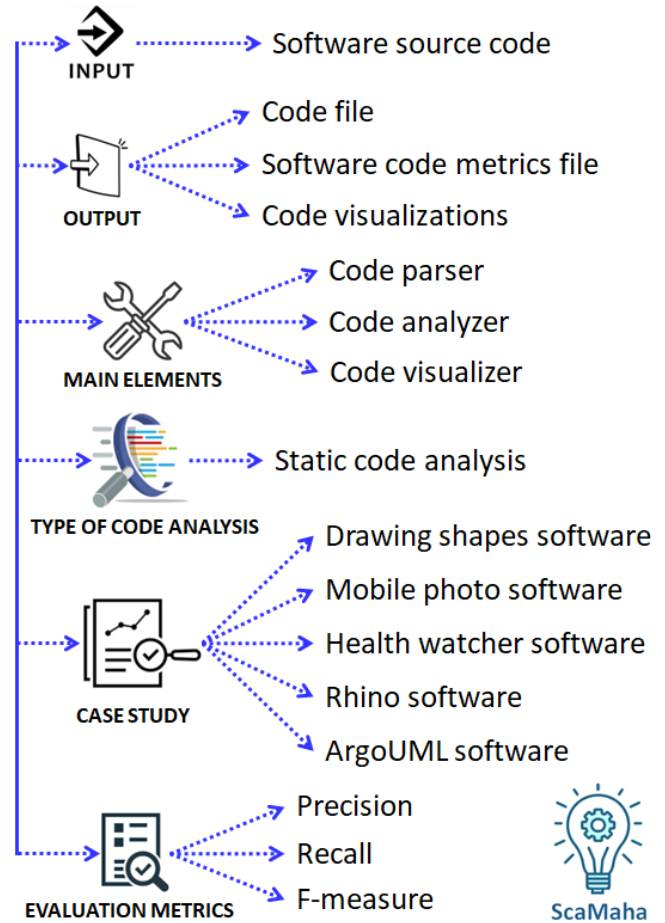 INPUT
Software source code
OUTPUT
Code file
Software code metrics file
Code visualizations
MAIN ELEMENTS
Code parser
Code analyzer
Code visualizer
TYPE OF CODE ANALYSIS
Static code analysis
CASE STUDY
Drawing shapes software
Mobile photo software
Health watcher software
Rhino software
ArgoUML software
EVALUATION METRICS
Precision
Recall
F-measure
ScaMaha